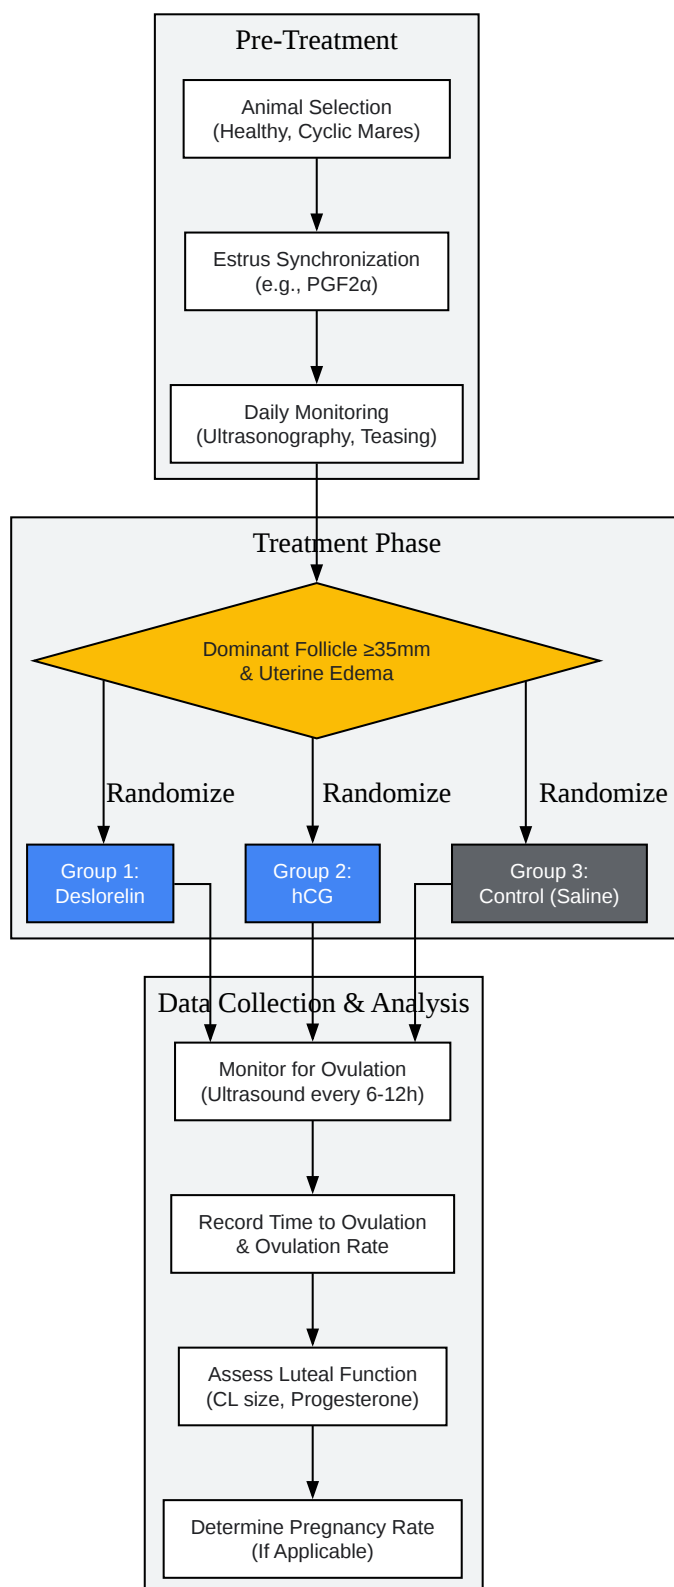 Pre-Treatment
Animal Selection
(Healthy, Cyclic Mares)
Estrus Synchronization
(e.g., PGF2α)
Daily Monitoring
(Ultrasonography, Teasing)
Treatment Phase
Dominant Follicle ≥35mm
& Uterine Edema
Randomize
Randomize
Randomize
Group 1:
Deslorelin
Group 2:
hCG
Group 3:
Control (Saline)
Data Collection & Analysis
Monitor for Ovulation
(Ultrasound every 6-12h)
Record Time to Ovulation
& Ovulation Rate
Assess Luteal Function
(CL size, Progesterone)
Determine Pregnancy Rate
(If Applicable)